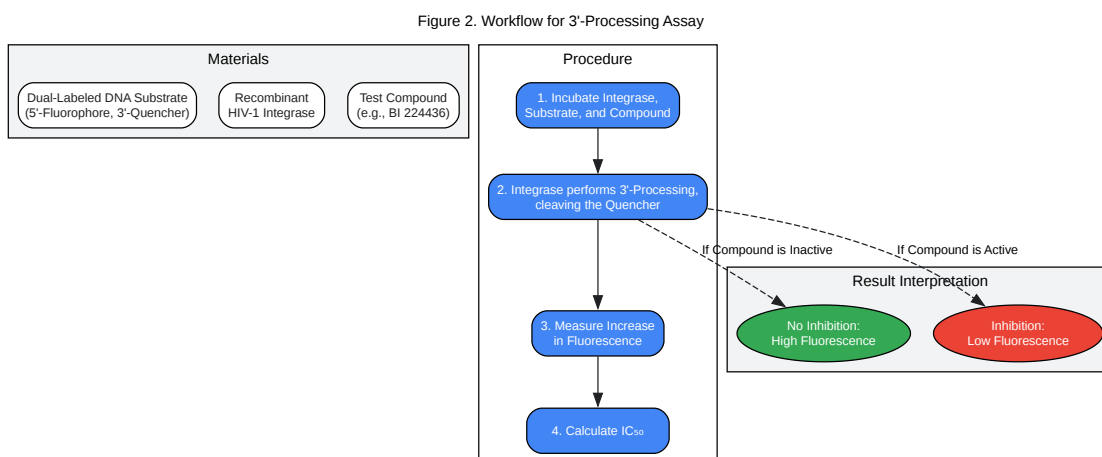 Figure 2. Workflow for 3'-Processing Assay
Materials
Dual-Labeled DNA Substrate
(5'-Fluorophore, 3'-Quencher)
Recombinant
HIV-1 Integrase
Test Compound
(e.g., BI 224436)
Procedure
1. Incubate Integrase,
Substrate, and Compound
2. Integrase performs 3'-Processing,
cleaving the Quencher
If Compound is Inactive
If Compound is Active
Result Interpretation
No Inhibition:
High Fluorescence
Inhibition:
Low Fluorescence
3. Measure Increase
in Fluorescence
4. Calculate IC₅₀